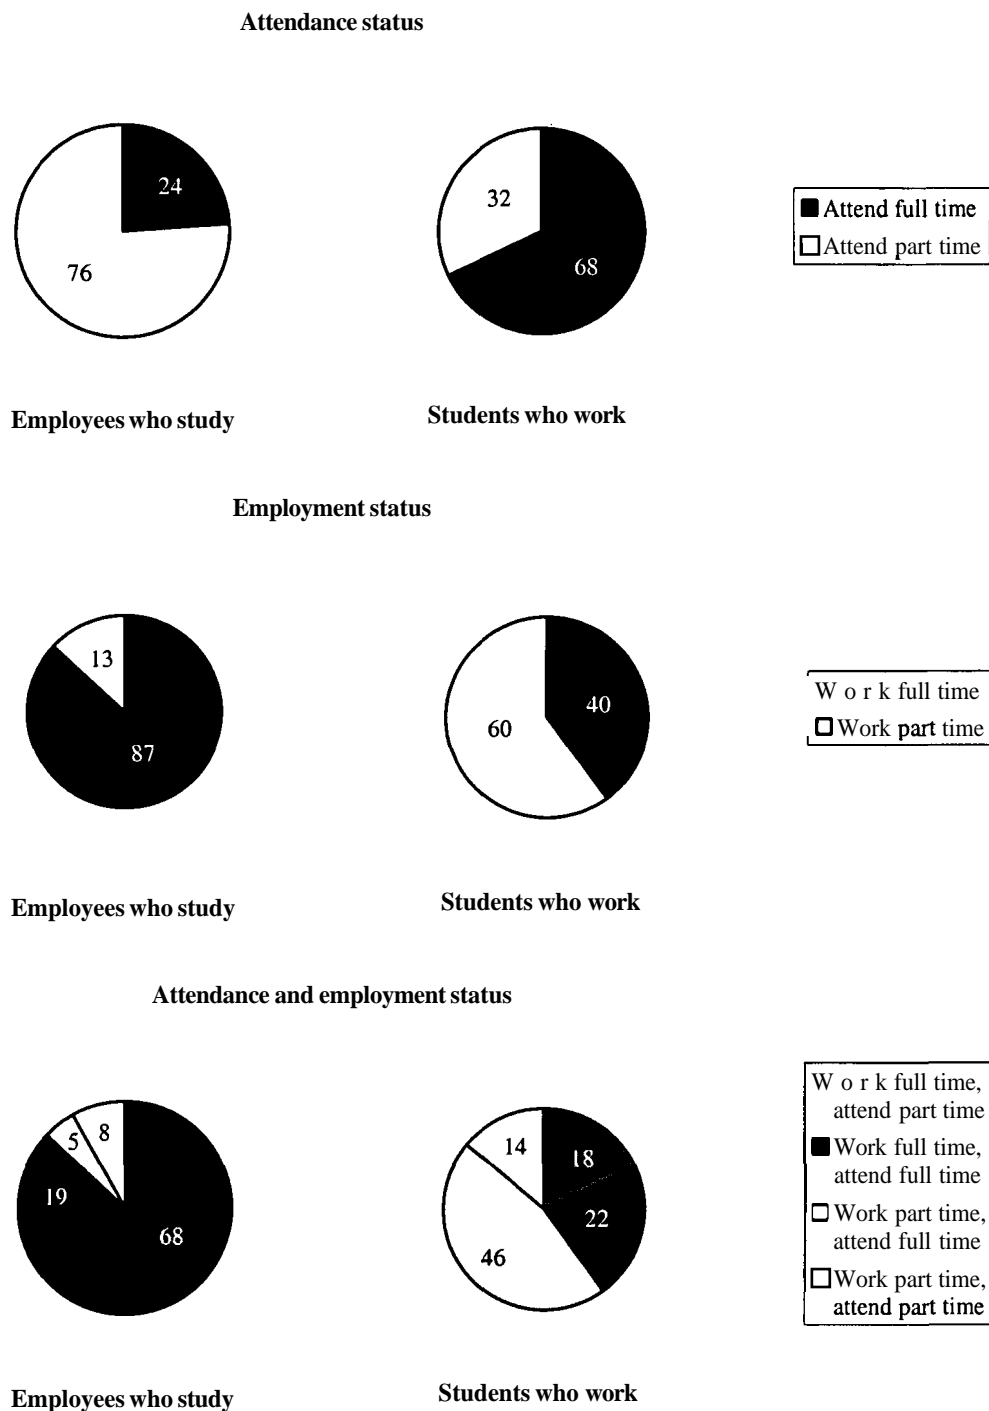 Attendance status
24
76
32
68
Attend full time
Attend part time
Employees who study
Students who work
Employment status
13
87
60
40
W o r k full time
Work part time
Employees who study
Students who work
Attendance and employment status
5
8
19
68
14
18
22
46
W o r k full time,
attend part time
Work full time,
attend full time
Work part time,
attend full time
Work part time,
attend part time
Employees who study
Students who work